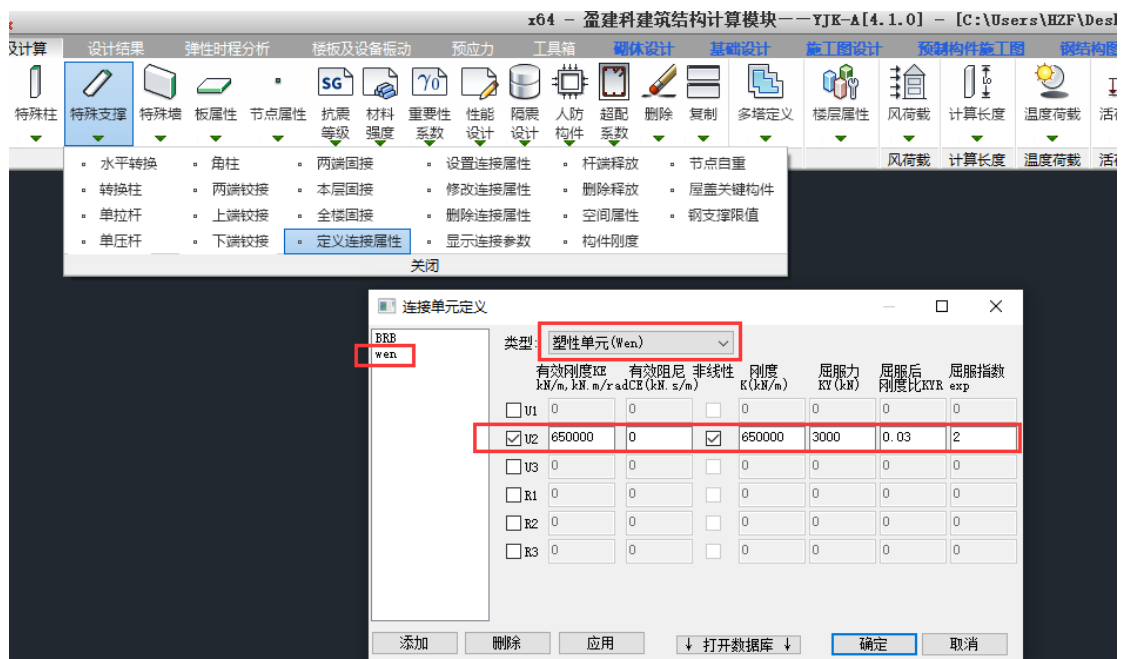 x64 - 盈建科建筑结构计算模块--YJK-A[4.1.0] - [C:\Users\HZF\Desl
及计算 设计结果 弹性时程分析 楼板及设备振动 预应力 工具箱 砌体设计 基础设计 施工图设计 预制构件施工图 钢结构图
特殊柱 特殊支撑 特殊墙 板属性 节点属性 抗震等级 材料强度 重要性系数 性能设计 隔震设计 人防构件 超配系数 删除 复制 多塔定义 楼层属性 风荷载 计算长度 温度荷载 活
SG γ0
风荷载 计算长度 温度荷载 活
水平转换 角柱 两端固接 设置连接属性 杆端释放 节点自重
转换柱 两端铰接 本层固接 修改连接属性 删除释放 屋盖关键构件
单拉杆 上端铰接 全楼固接 删除连接属性 空间属性 钢支撑限值
单压杆 下端铰接 定义连接属性 显示连接参数 构件刚度
关闭
连接单元定义
BRB
wen
类型: 塑性单元(Wen)
有效刚度KE 有效阻尼 非线性 刚度 屈服力 屈服后 屈服指数
kN/m,kN.m/radCE(kN.s/m) K(kN/m) KY(kN) 刚度比KYR exp
U1 0 0 0 0 0 0
U2 650000 0 650000 3000 0.03 2
U3 0 0 0 0 0 0
R1 0 0 0 0 0 0
R2 0 0 0 0 0 0
R3 0 0 0 0 0 0
添加 删除 应用 ↓ 打开数据库 ↓ 确定 取消